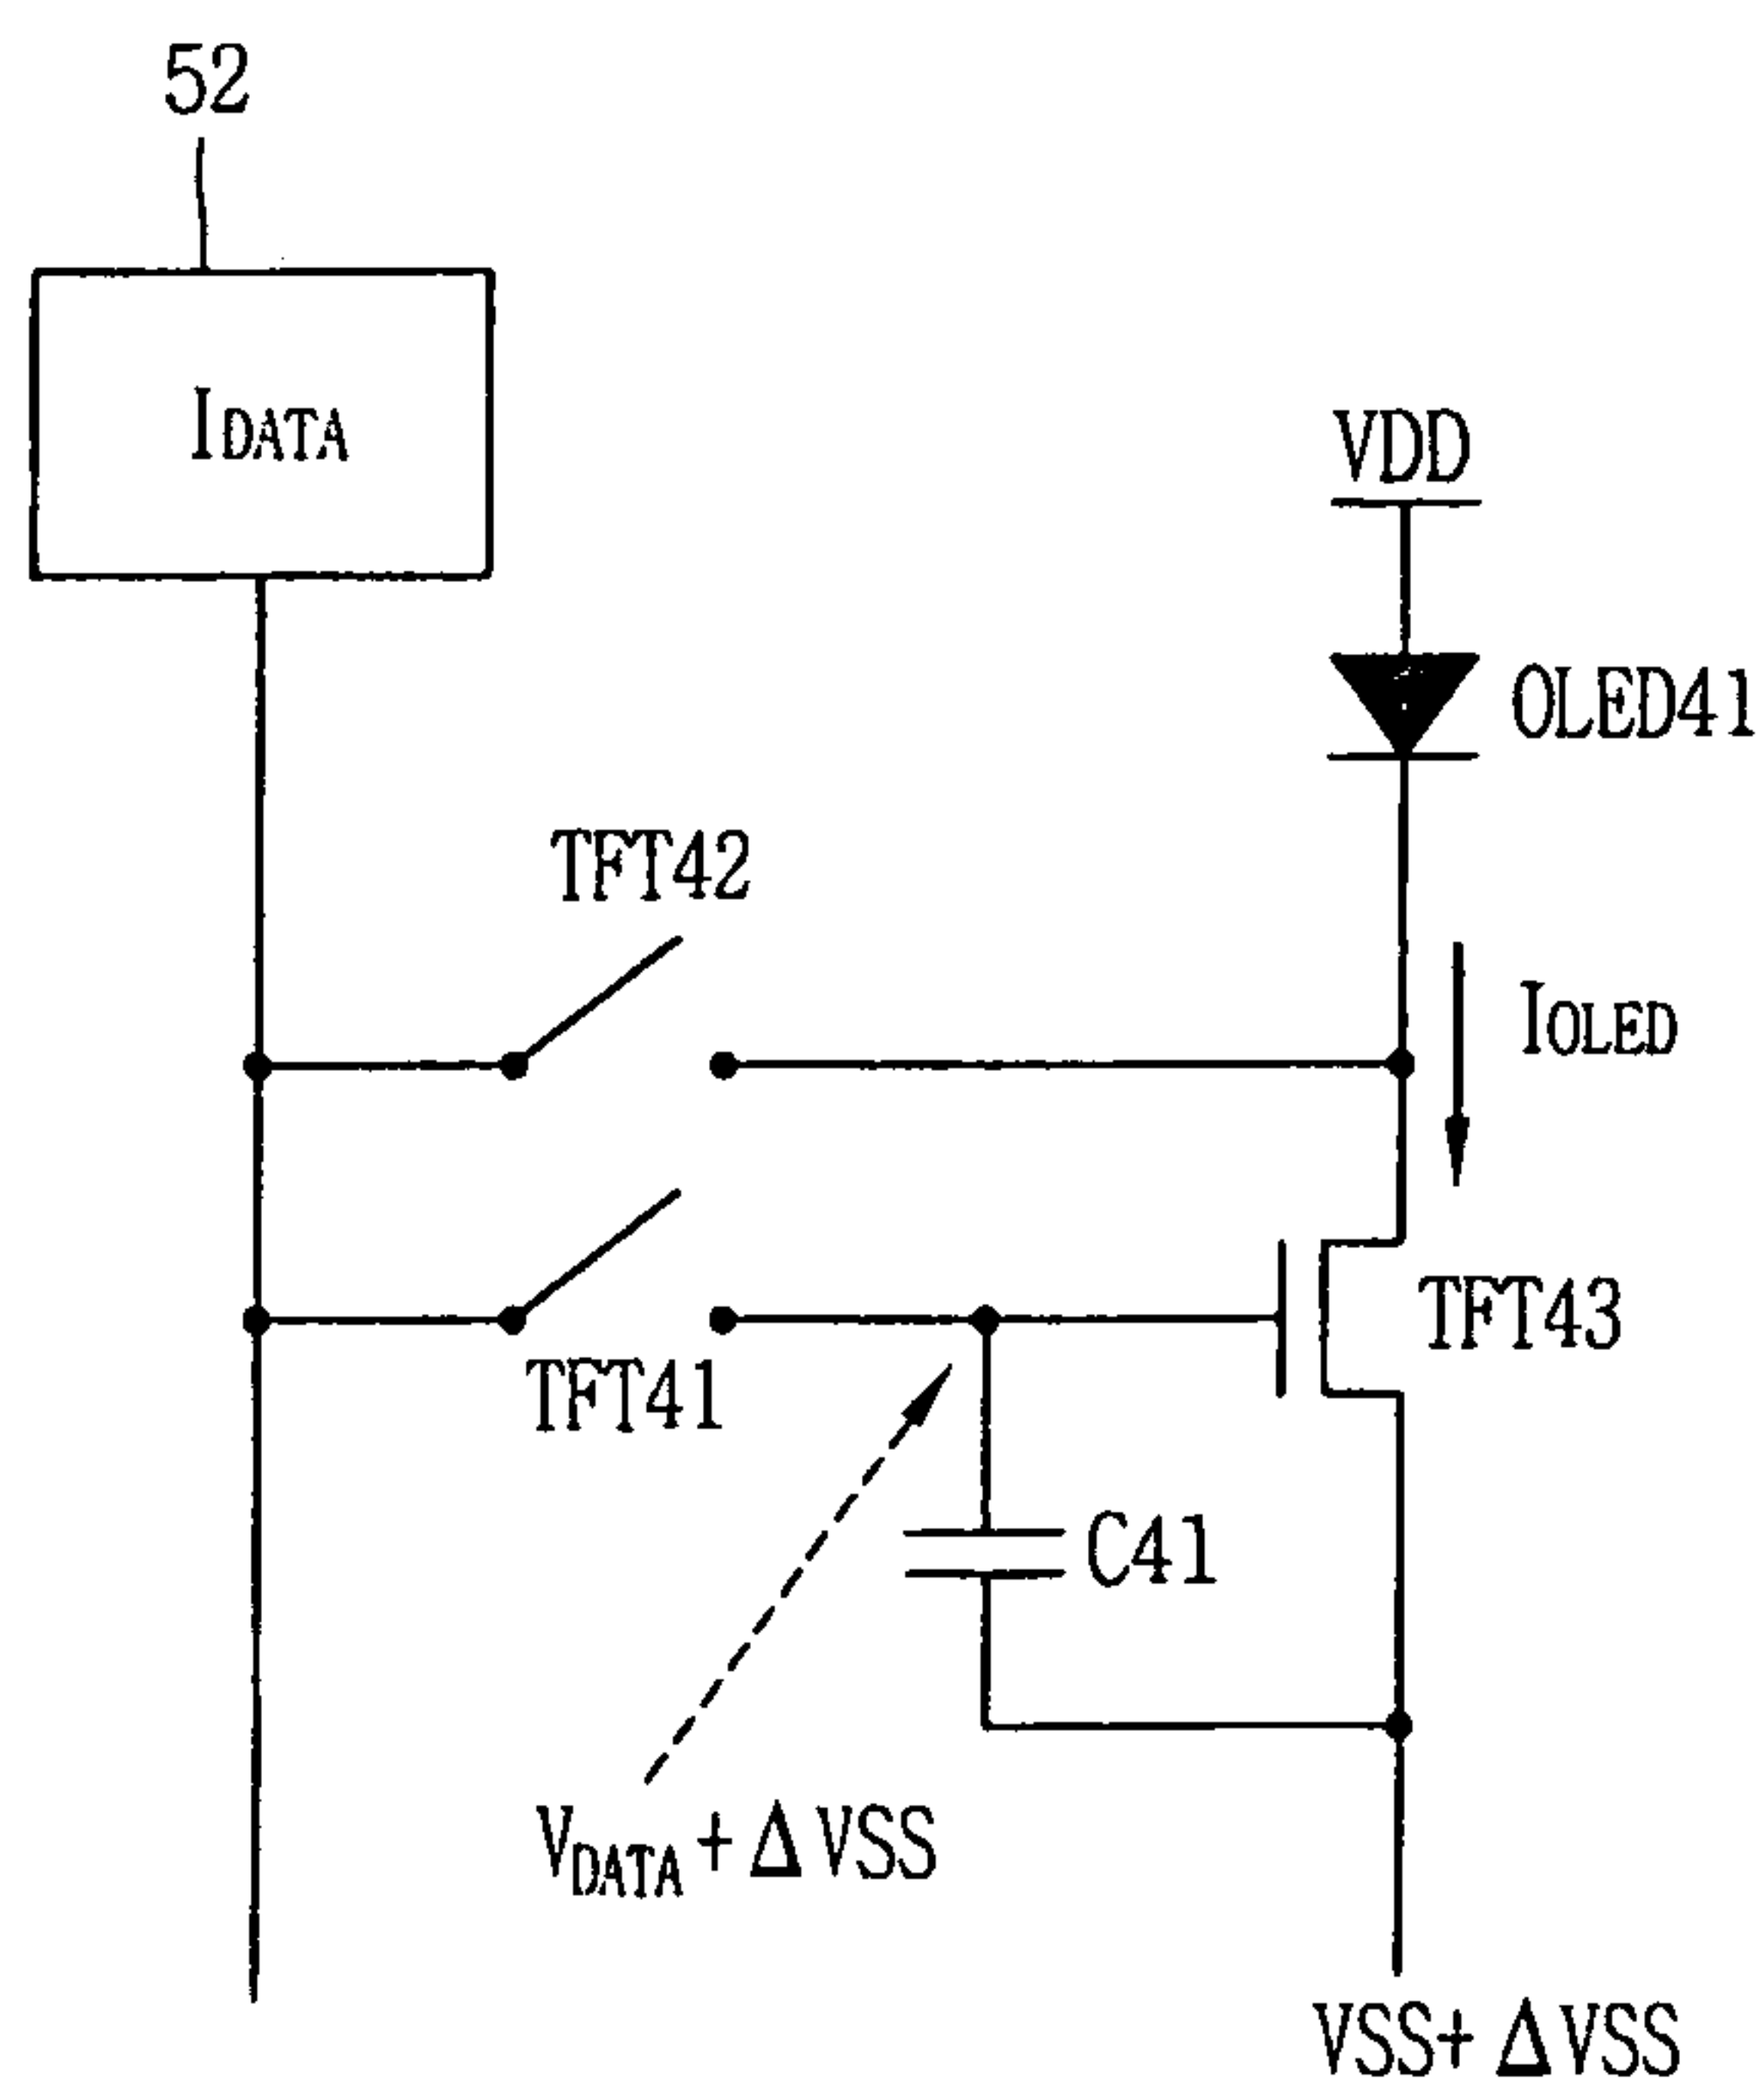 52
IDATA
VDD
OLED41
TFT42
IOLED
TFT43
TFT41
C41
VDATA+ΔVSS
VSS+ΔVSS